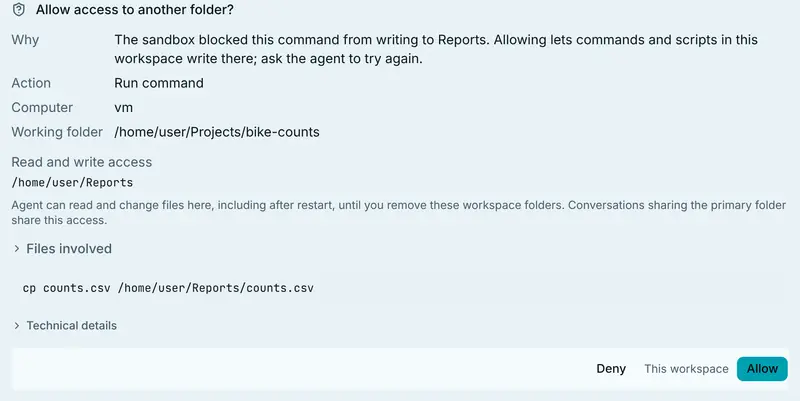 Allow access to another folder?
Why The sandbox blocked this command from writing to Reports. Allowing lets commands and scripts in this
workspace write there; ask the agent to try again.
Action Run command
Computer vm
Working folder /home/user/Projects/bike-counts
Read and write access
/home/user/Reports
Agent can read and change files here, including after restart, until you remove these workspace folders. Conversations sharing the primary folder
share this access.
Files involved
cp counts.csv /home/user/Reports/counts.csv
Technical details
Deny This workspace Allow